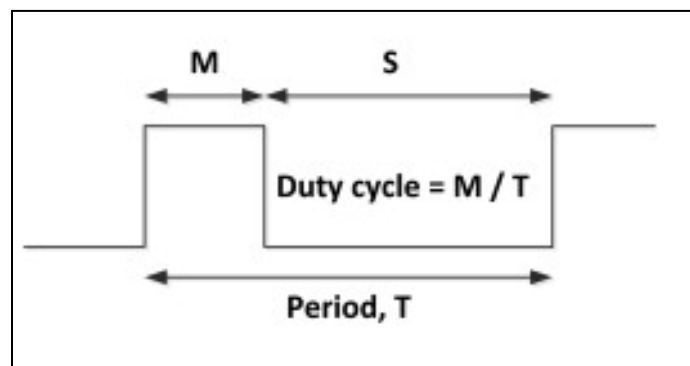 M
S
Duty cycle = M / T
Period, T